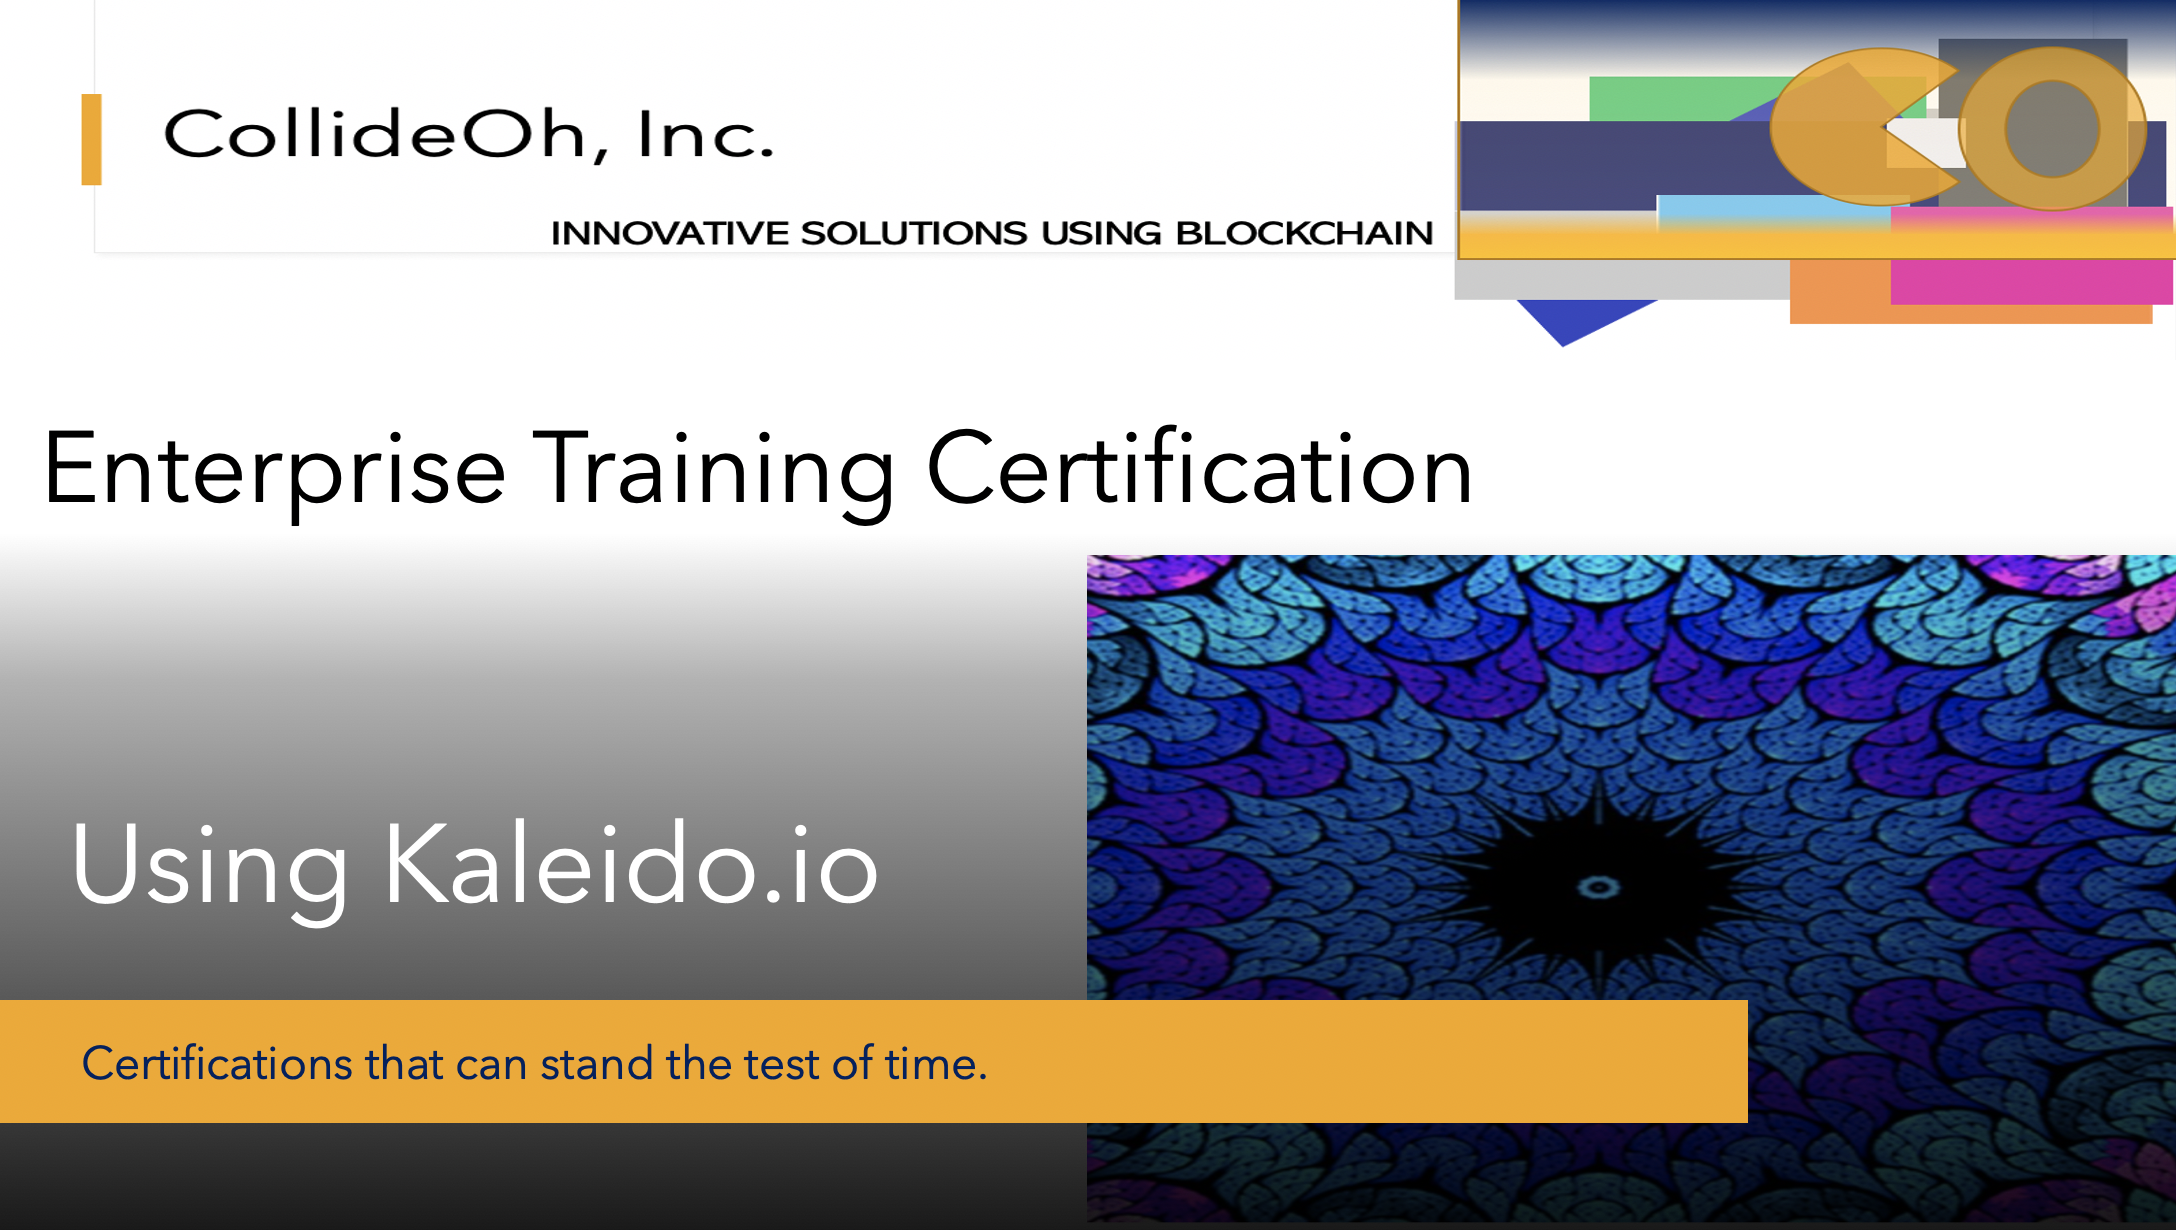 CollideOh, Inc.
INNOVATIVE SOLUTIONS USING BLOCKCHAIN
CO
Enterprise Training Certification
Using Kaleido.io
Certifications that can stand the test of time.